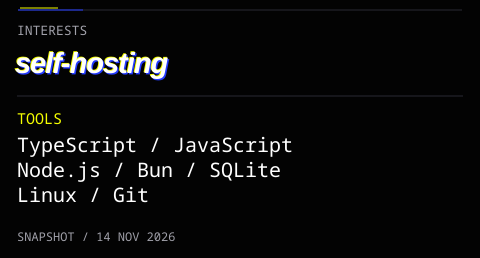 INTERESTS
self-hosting
TOOLS
TypeScript / JavaScript
Node.js / Bun / SQLite
Linux / Git
SNAPSHOT / 14 NOV 2026